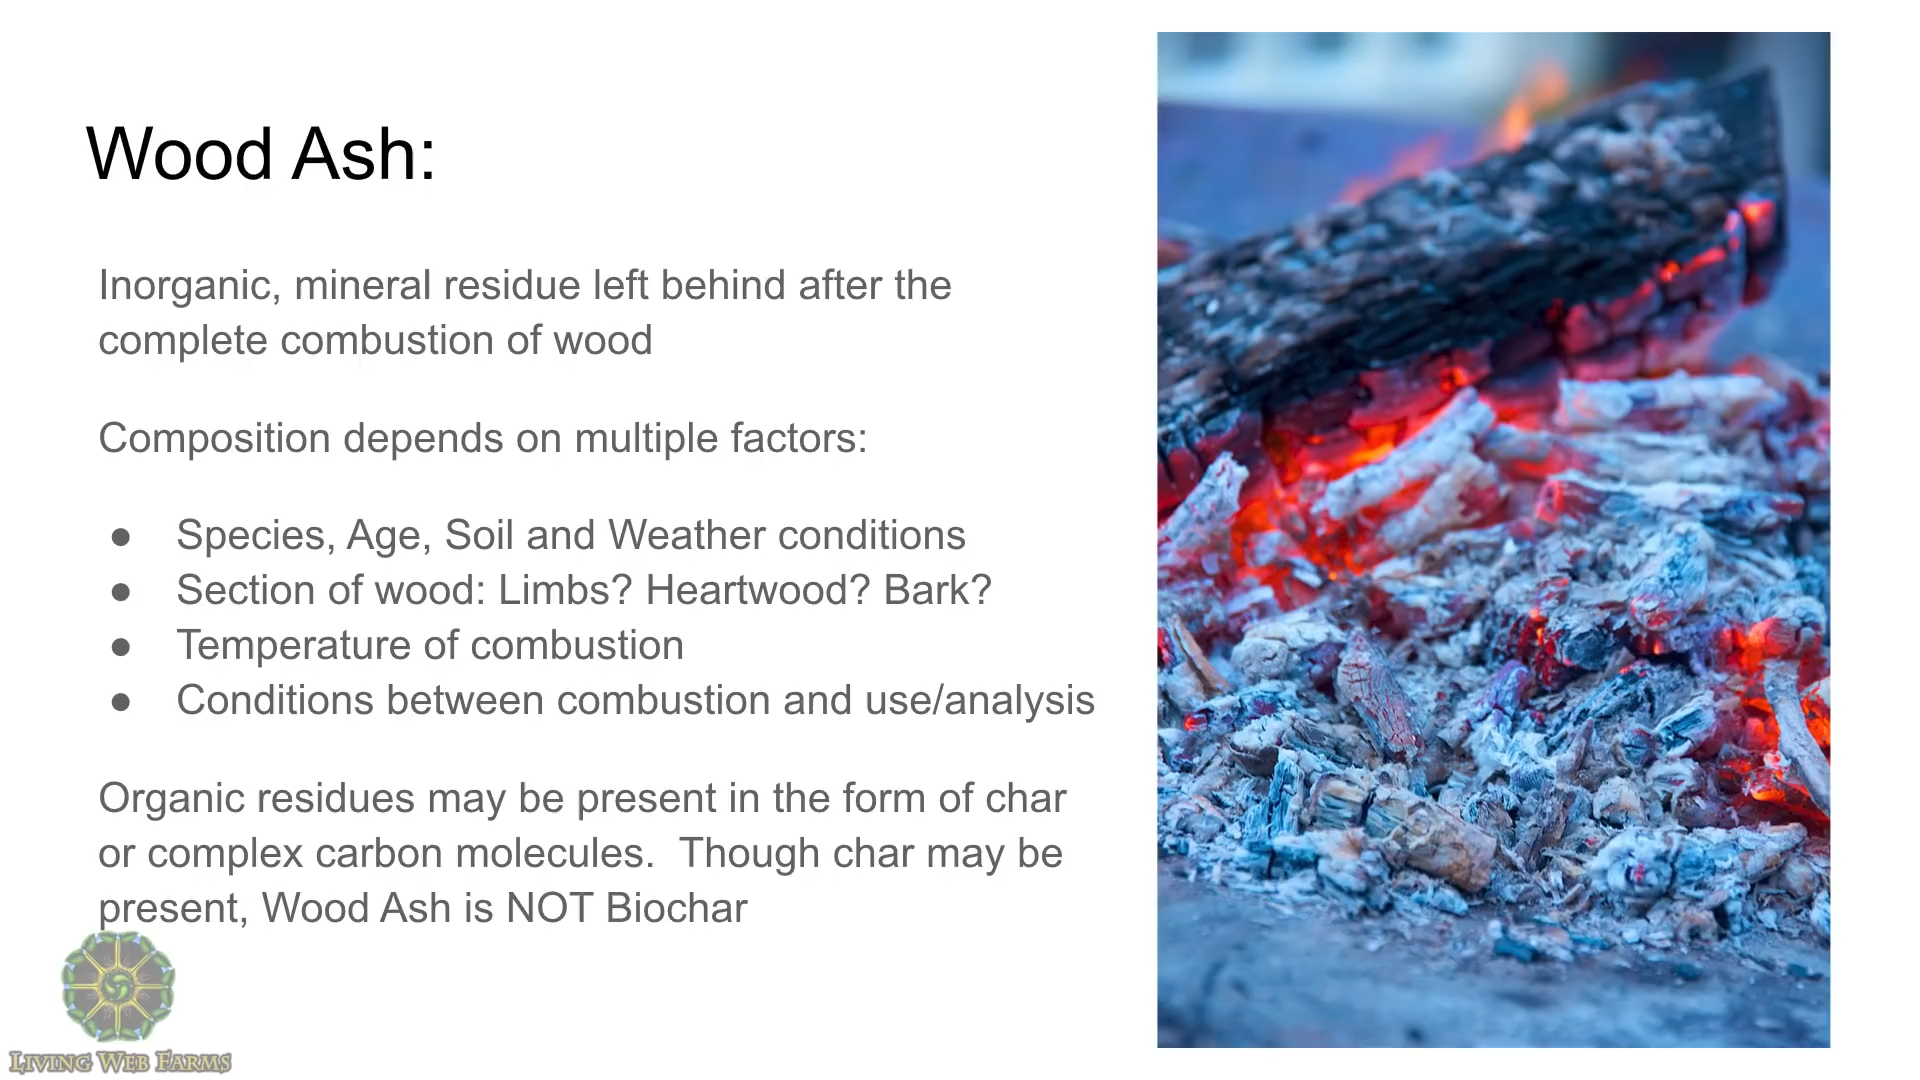 Wood Ash:
Inorganic, mineral residue left behind after the
complete combustion of wood
Composition depends on multiple factors:
● Species, Age, Soil and Weather conditions
● Section of wood: Limbs? Heartwood? Bark?
● Temperature of combustion
● Conditions between combustion and use/analysis
Organic residues may be present in the form of char
or complex carbon molecules.  Though char may be
present, Wood Ash is NOT Biochar
LIVING WEB FARMS